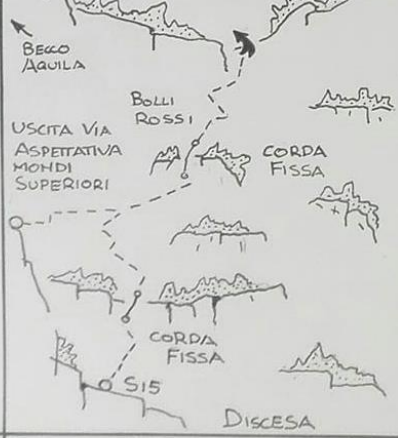 BECCO
AQUILA
BOLLI
ROSSI
USCITA VIA
ASPETTATIVA
MONDI
SUPERIORI
CORDA
FISSA
CORDA
FISSA
S15
DISCESA